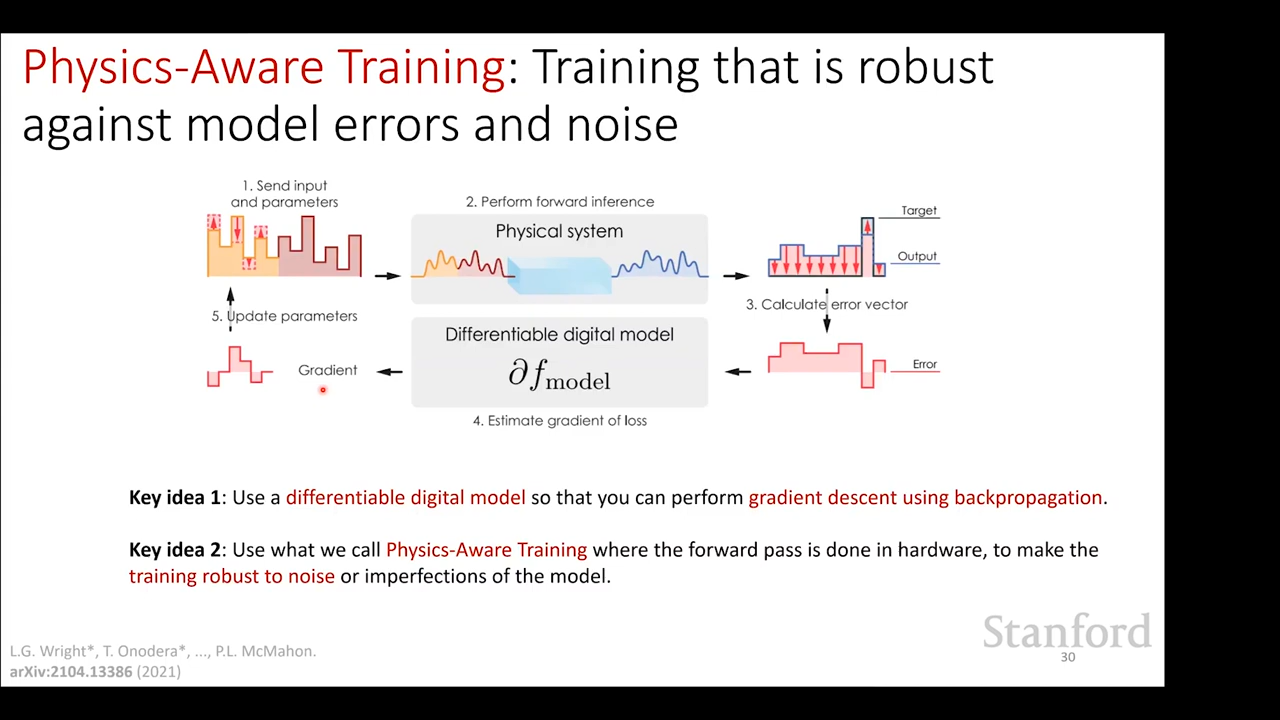 Physics-Aware Training: Training that is robust
against model errors and noise
1. Send input
and parameters
2. Perform forward inference
Physical system
Target
Output
3. Calculate error vector
5. Update parameters
Differentiable digital model
∂f_model
Gradient
Error
4. Estimate gradient of loss
Key idea 1: Use a differentiable digital model so that you can perform gradient descent using backpropagation.
Key idea 2: Use what we call Physics-Aware Training where the forward pass is done in hardware, to make the
training robust to noise or imperfections of the model.
Stanford
30
L.G. Wright*, T. Onodera*, ..., P.L. McMahon.
arXiv:2104.13386 (2021)